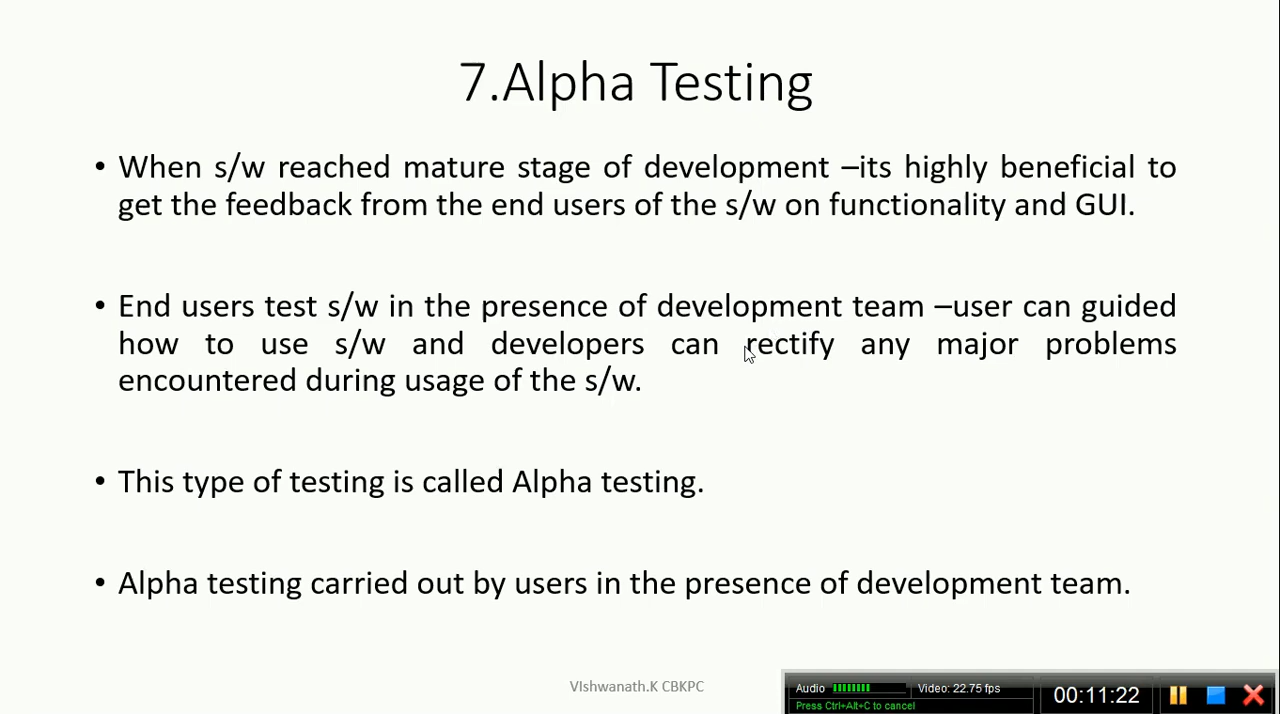 7.Alpha Testing
• When s/w reached mature stage of development –its highly beneficial to
get the feedback from the end users of the s/w on functionality and GUI.
• End users test s/w in the presence of development team –user can guided
how to use s/w and developers can rectify any major problems
encountered during usage of the s/w.
• This type of testing is called Alpha testing.
• Alpha testing carried out by users in the presence of development team.
VIshwanath.K CBKPC
Audio Video: 22.75 fps
Press Ctrl+Alt+C to cancel
00:11:22